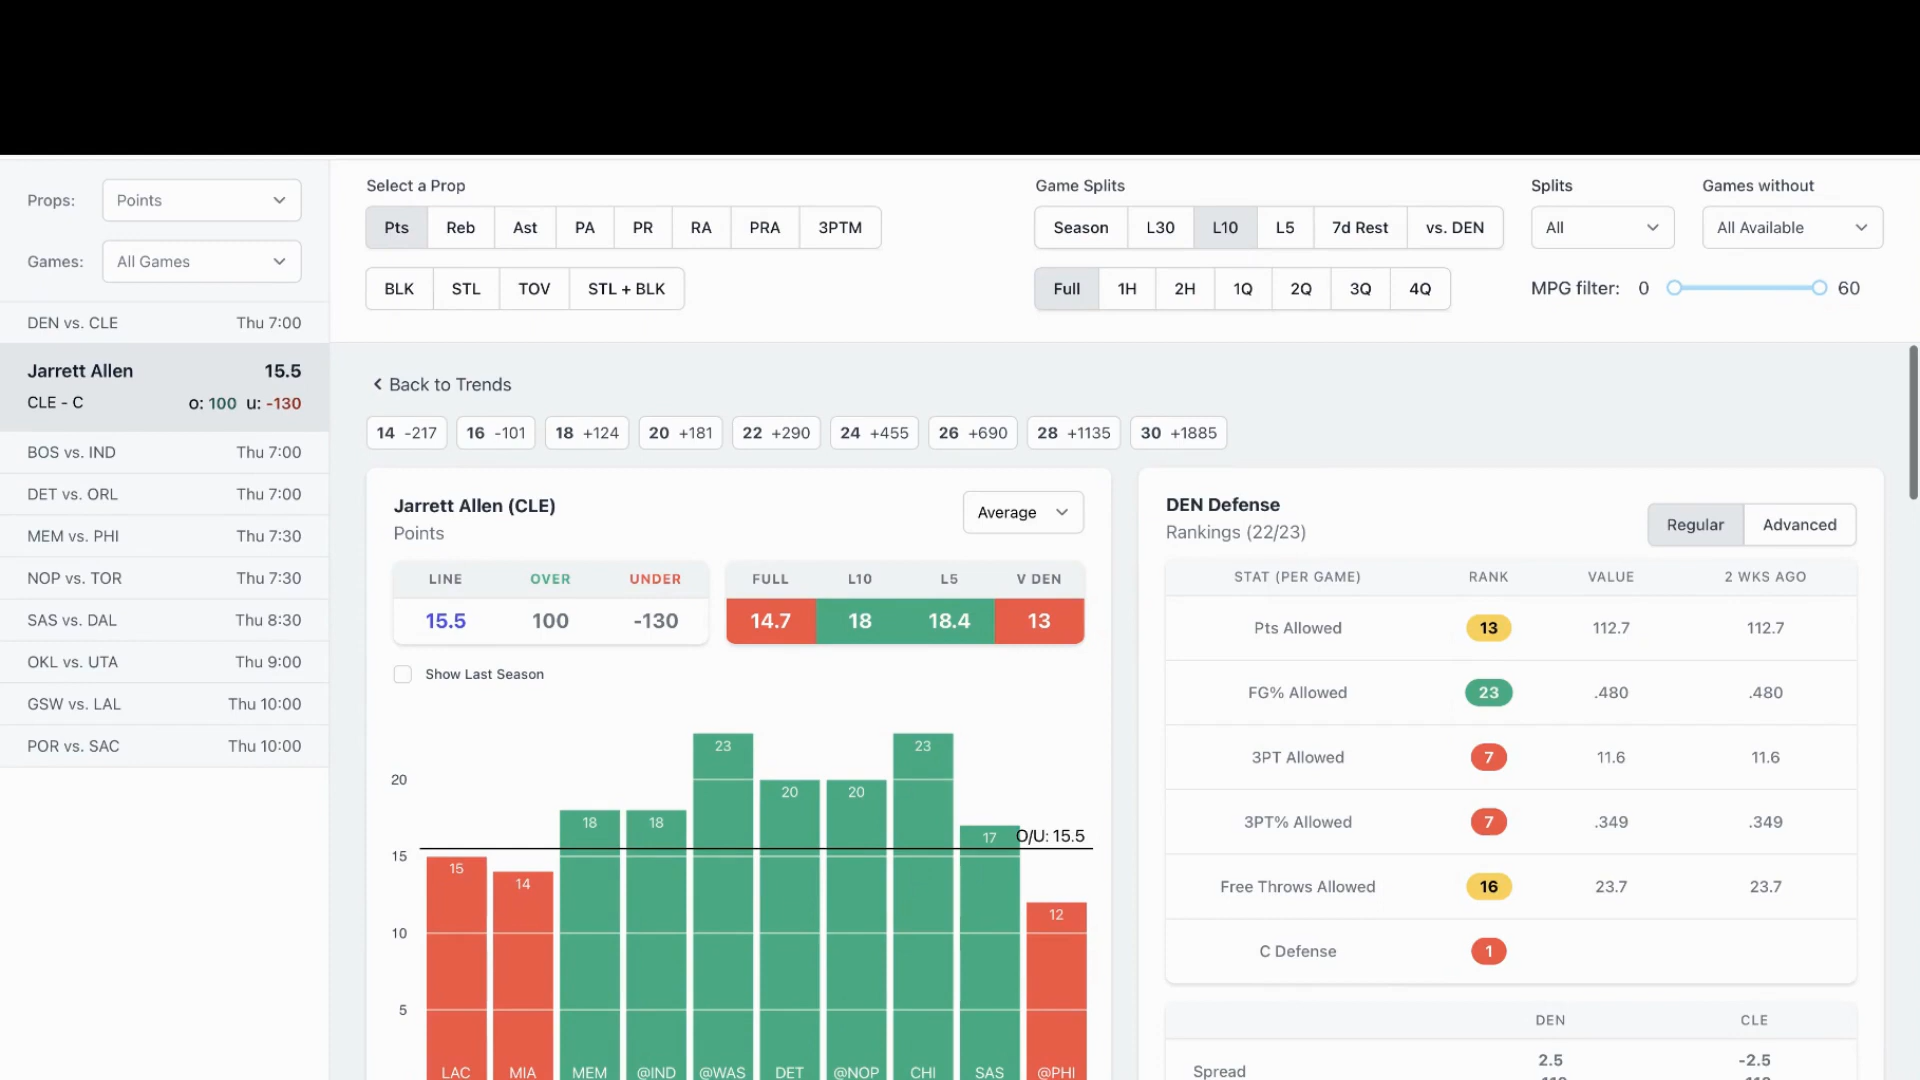 Props: Points
Games: All Games
DEN vs. CLE Thu 7:00
Jarrett Allen 15.5
CLE - C o: 100 u: -130
BOS vs. IND Thu 7:00
DET vs. ORL Thu 7:00
MEM vs. PHI Thu 7:30
NOP vs. TOR Thu 7:30
SAS vs. DAL Thu 8:30
OKL vs. UTA Thu 9:00
GSW vs. LAL Thu 10:00
POR vs. SAC Thu 10:00
Select a Prop
Pts Reb Ast PA PR RA PRA 3PTM
BLK STL TOV STL + BLK
Game Splits
Season L30 L10 L5 7d Rest vs. DEN
Full 1H 2H 1Q 2Q 3Q 4Q
Splits
All
Games without
All Available
MPG filter: 0 60
Back to Trends
14 -217 16 -101 18 +124 20 +181 22 +290 24 +455 26 +690 28 +1135 30 +1885
Jarrett Allen (CLE)
Points
Average
LINE OVER UNDER
15.5 100 -130
FULL L10 L5 V DEN
14.7 18 18.4 13
Show Last Season
23 23
20
20 20
18 18
17
O/U: 15.5
15
15
14
12
10
5
LAC MIA MEM @IND @WAS DET @NOP CHI SAS @PHI
DEN Defense
Rankings (22/23)
Regular Advanced
STAT (PER GAME) RANK VALUE 2 WKS AGO
Pts Allowed 13 112.7 112.7
FG% Allowed 23 .480 .480
3PT Allowed 7 11.6 11.6
3PT% Allowed 7 .349 .349
Free Throws Allowed 16 23.7 23.7
C Defense 1
DEN CLE
Spread 2.5 -2.5